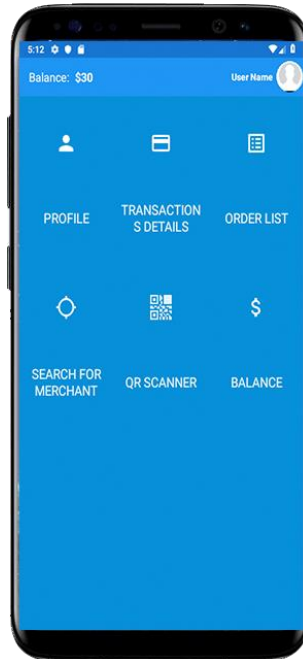 5:12
Balance: $30
User Name
PROFILE
TRANSACTION
S DETAILS
ORDER LIST
SEARCH FOR
MERCHANT
QR SCANNER
BALANCE